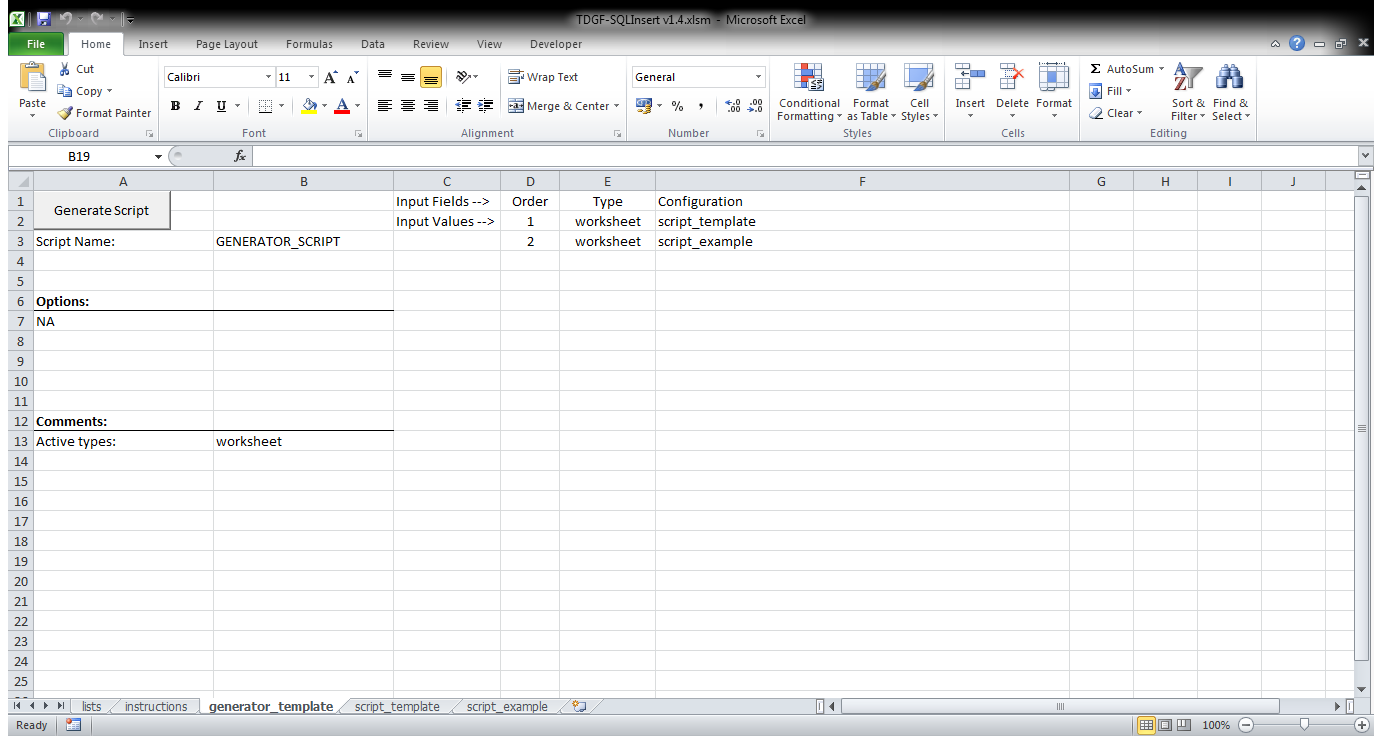 TDGF-SQLInsert v1.4.xlsm - Microsoft Excel
File Home Insert Page Layout Formulas Data Review View Developer
Cut Calibri 11 Wrap Text General AutoSum
Copy Fill
Paste Format Painter B I U Merge & Center % , Conditional Formatting Format as Table Cell Styles Insert Delete Format Clear Sort & Filter Find & Select
Clipboard Font Alignment Number Styles Cells Editing
B19 fx
A B C D E F G H I J
1 Generate Script Input Fields --> Order Type Configuration
2 Input Values --> 1 worksheet script_template
3 Script Name: GENERATOR_SCRIPT 2 worksheet script_example
4
5
6 Options:
7 NA
8
9
10
11
12 Comments:
13 Active types: worksheet
14
15
16
17
18
19
20
21
22
23
24
25
lists instructions generator_template script_template script_example
Ready 100%